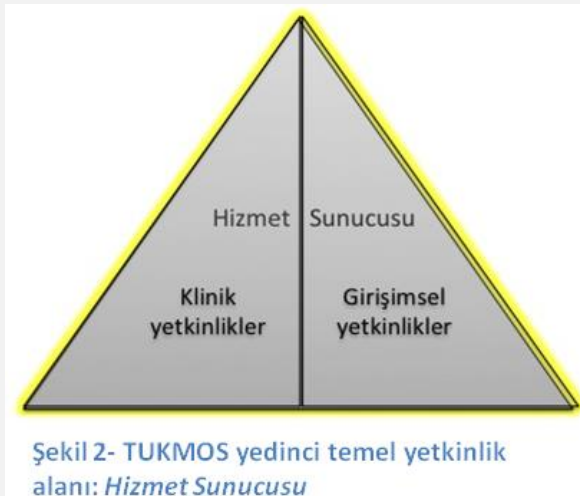 Hizmet Sunucusu
Klinik yetkinlikler
Girişimsel yetkinlikler
Şekil 2- TUKMOS yedinci temel yetkinlik
alanı: Hizmet Sunucusu